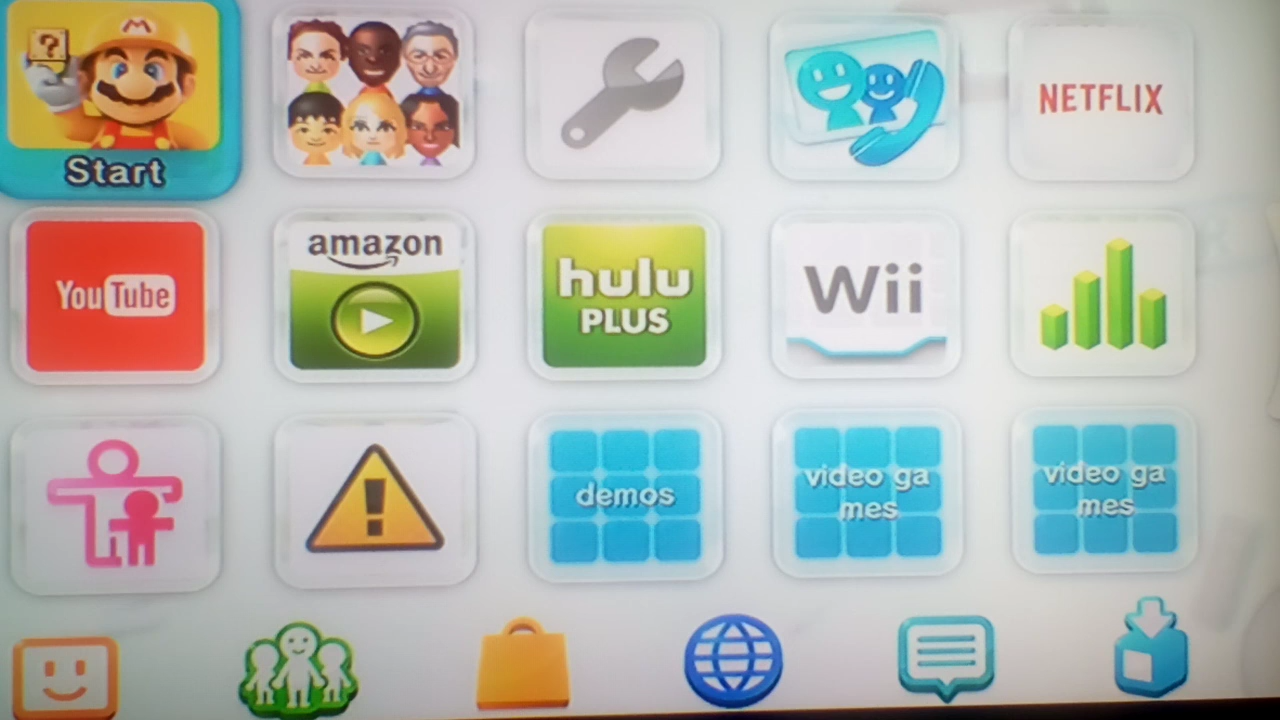 ?
M
Start
NETFLIX
YouTube
amazon
hulu
PLUS
Wii
!
demos
video ga
mes
video ga
mes